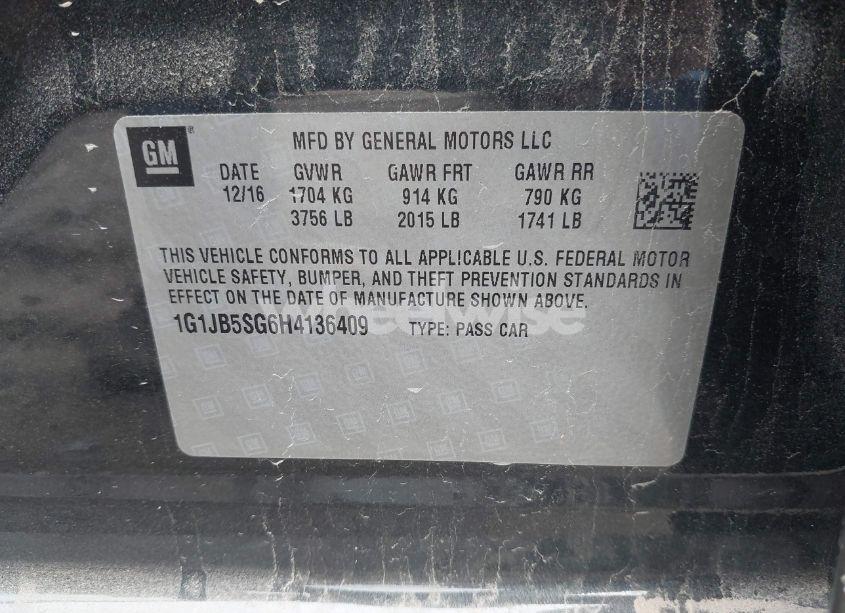 GM MFD BY GENERAL MOTORS LLC
DATE GVWR GAWR FRT GAWR RR
12/16 1704 KG 914 KG 790 KG
3756 LB 2015 LB 1741 LB
THIS VEHICLE CONFORMS TO ALL APPLICABLE U.S. FEDERAL MOTOR
VEHICLE SAFETY, BUMPER, AND THEFT PREVENTION STANDARDS IN
EFFECT ON THE DATE OF MANUFACTURE SHOWN ABOVE.
wheelwise
1G1JB5SG6H4136409 TYPE: PASS CAR